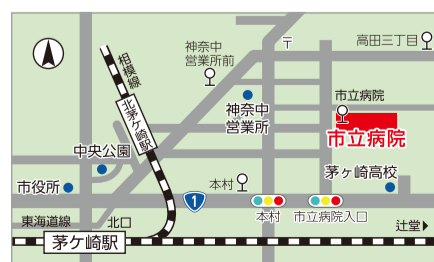 高田三丁目
〒
神奈中
営業所前
相模線
市立病院
神奈中
営業所
北茅ケ崎駅
市立病院
中央公園
茅ヶ崎高校
本村
市役所
1
本村
市立病院入口
東海道線
北口
辻堂
茅ケ崎駅